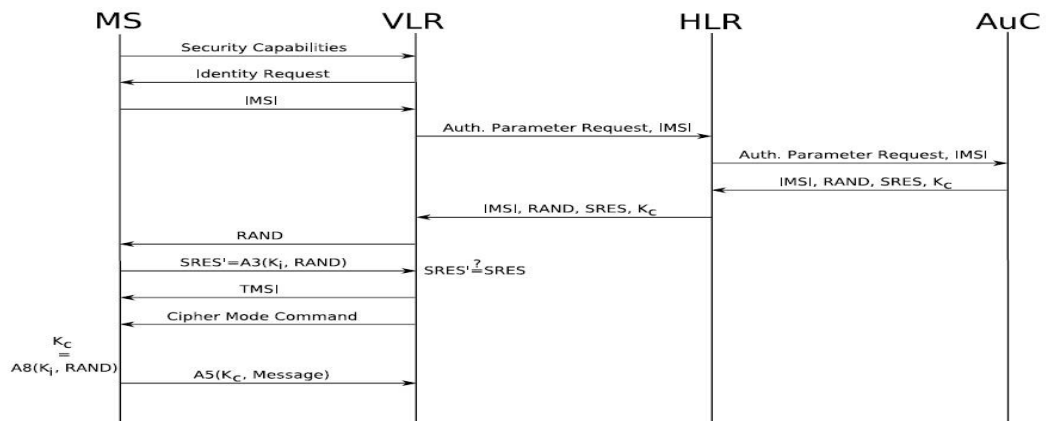 MS VLR HLR AuC
Security Capabilities
Identity Request
IMSI
Auth. Parameter Request, IMSI
Auth. Parameter Request, IMSI
IMSI, RAND, SRES, Kc
IMSI, RAND, SRES, Kc
RAND
SRES'=A3(Ki, RAND)
SRES'≟SRES
TMSI
Cipher Mode Command
Kc
=
A8(Ki, RAND)
A5(Kc, Message)